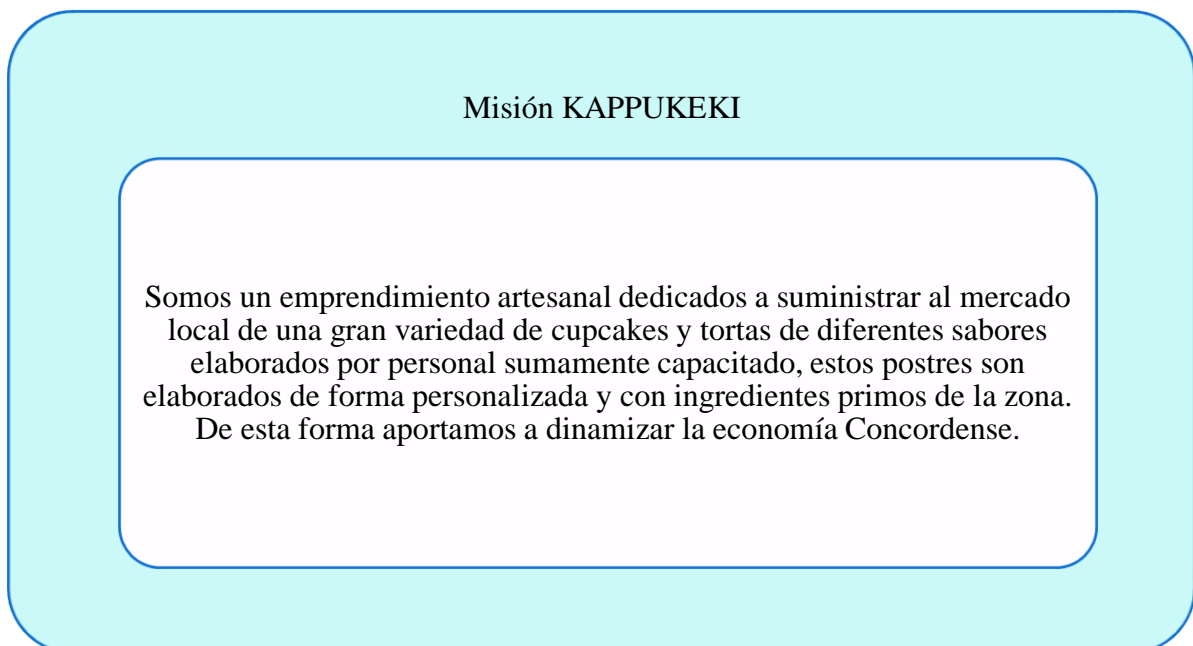 Misión KAPPUKEKI
Somos un emprendimiento artesanal dedicados a suministrar al mercado
local de una gran variedad de cupcakes y tortas de diferentes sabores
elaborados por personal sumamente capacitado, estos postres son
elaborados de forma personalizada y con ingredientes primos de la zona.
De esta forma aportamos a dinamizar la economía Concordense.